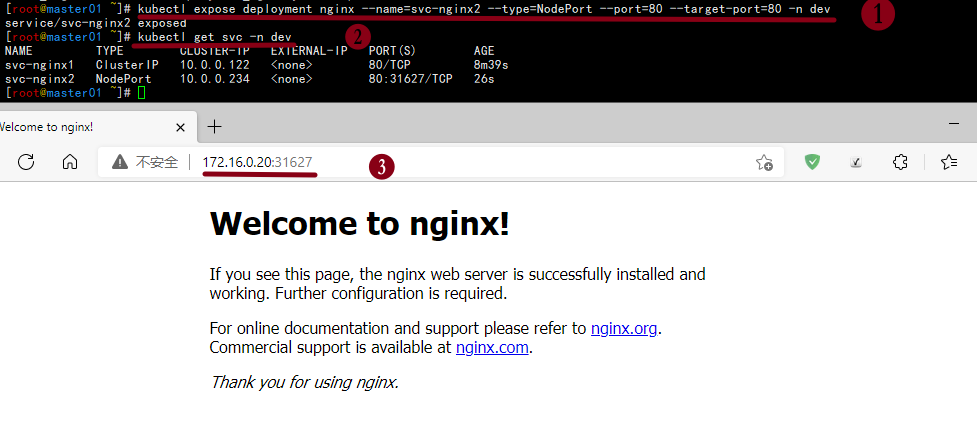 [root@master01 ~]# kubectl expose deployment nginx --name=svc-nginx2 --type=NodePort --port=80 --target-port=80 -n dev
1
service/svc-nginx2 exposed
[root@master01 ~]# kubectl get svc -n dev
2
NAME TYPE CLUSTER-IP EXTERNAL-IP PORT(S) AGE
svc-nginx1 ClusterIP 10.0.0.122 <none> 80/TCP 8m39s
svc-nginx2 NodePort 10.0.0.234 <none> 80:31627/TCP 26s
[root@master01 ~]#
Welcome to nginx!
不安全 172.16.0.20:31627
3
Welcome to nginx!
If you see this page, the nginx web server is successfully installed and
working. Further configuration is required.
For online documentation and support please refer to nginx.org.
Commercial support is available at nginx.com.
Thank you for using nginx.